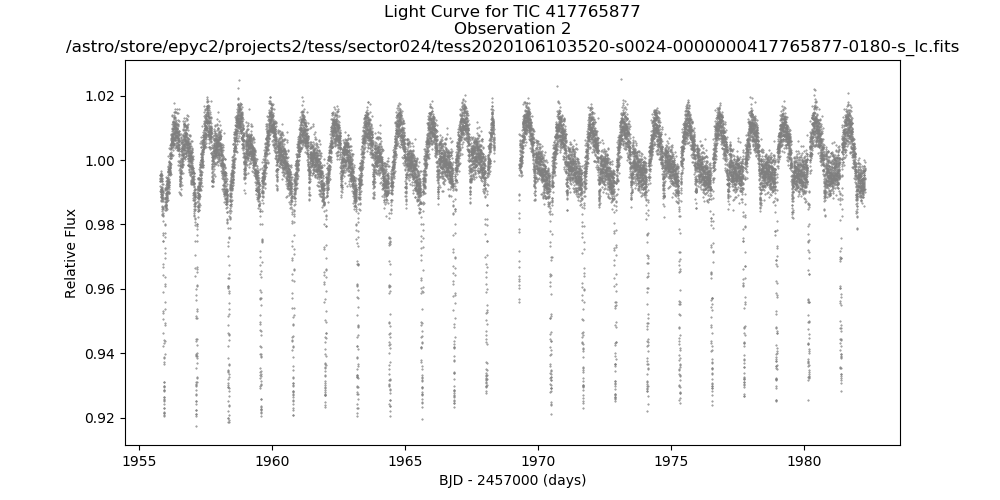 Light Curve for TIC 417765877
Observation 2
/astro/store/epyc2/projects2/tess/sector024/tess2020106103520-s0024-0000000417765877-0180-s_lc.fits
1.02
1.00
0.98
0.96
0.94
0.92
Relative Flux
1955
1960
1965
1970
1975
1980
BJD - 2457000 (days)